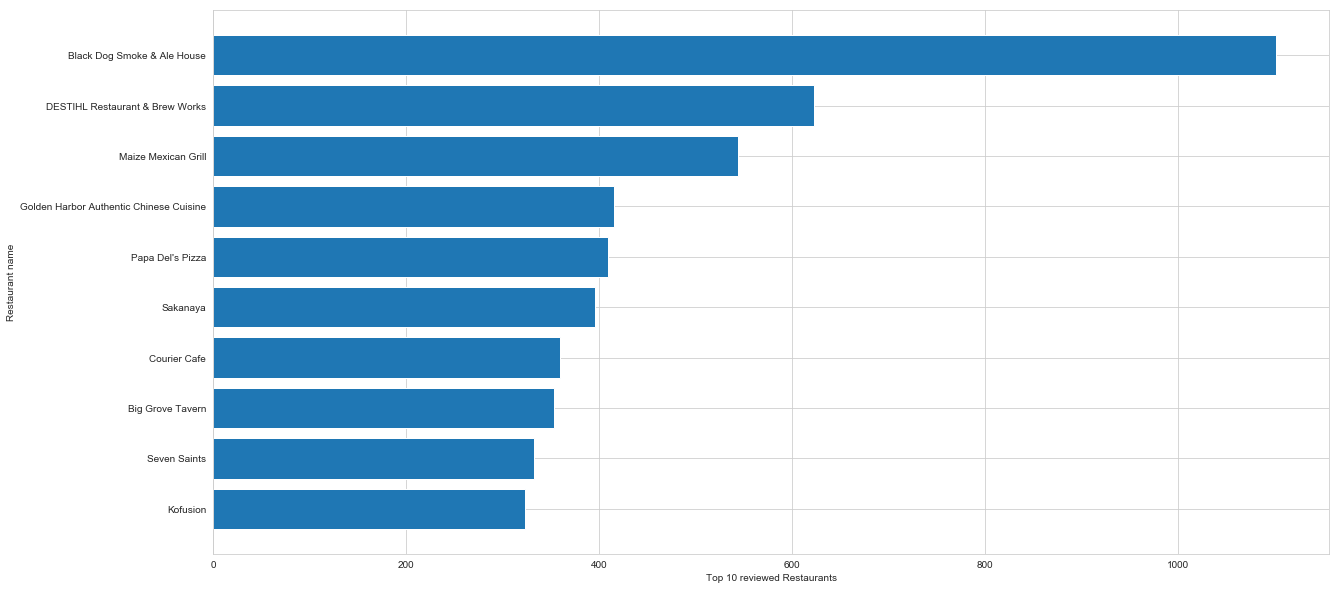 Restaurant name
Black Dog Smoke & Ale House
DESTIHL Restaurant & Brew Works
Maize Mexican Grill
Golden Harbor Authentic Chinese Cuisine
Papa Del's Pizza
Sakanaya
Courier Cafe
Big Grove Tavern
Seven Saints
Kofusion
0 200 400 600 800 1000
Top 10 reviewed Restaurants